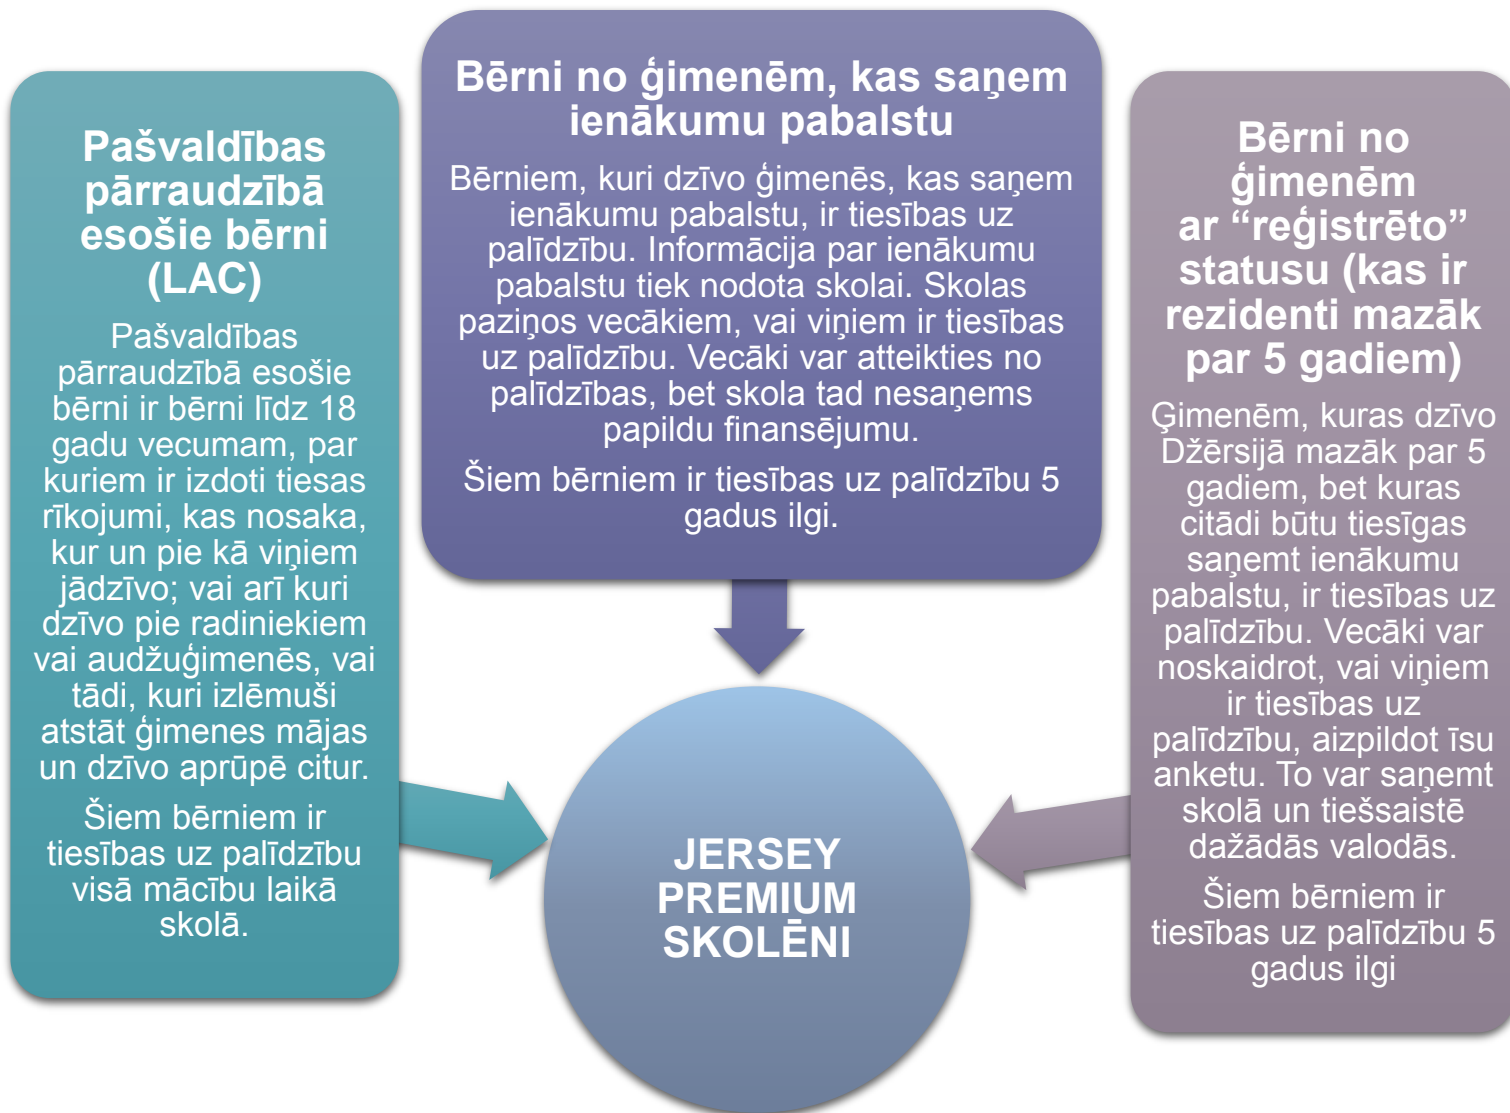 Pašvaldības
pārraudzībā
esošie bērni
(LAC)
Pašvaldības
pārraudzībā esošie
bērni ir bērni līdz 18
gadu vecumam, par
kuriem ir izdoti tiesas
rīkojumi, kas nosaka,
kur un pie kā viņiem
jādzīvo; vai arī kuri
dzīvo pie radiniekiem
vai audžuģimenēs, vai
tādi, kuri izlēmuši
atstāt ģimenes mājas
un dzīvo aprūpē citur.
Šiem bērniem ir
tiesības uz palīdzību
visā mācību laikā
skolā.
Bērni no ģimenēm, kas saņem
ienākumu pabalstu
Bērniem, kuri dzīvo ģimenēs, kas saņem
ienākumu pabalstu, ir tiesības uz
palīdzību. Informācija par ienākumu
pabalstu tiek nodota skolai. Skolas
paziņos vecākiem, vai viņiem ir tiesības
uz palīdzību. Vecāki var atteikties no
palīdzības, bet skola tad nesaņems
papildu finansējumu.
Šiem bērniem ir tiesības uz palīdzību 5
gadus ilgi.
Bērni no
ģimenēm
ar “reģistrēto”
statusu (kas ir
rezidenti mazāk
par 5 gadiem)
Ģimenēm, kuras dzīvo
Džērsijā mazāk par 5
gadiem, bet kuras
citādi būtu tiesīgas
saņemt ienākumu
pabalstu, ir tiesības uz
palīdzību. Vecāki var
noskaidrot, vai viņiem
ir tiesības uz
palīdzību, aizpildot īsu
anketu. To var saņemt
skolā un tiešsaistē
dažādās valodās.
Šiem bērniem ir
tiesības uz palīdzību 5
gadus ilgi
JERSEY
PREMIUM
SKOLĒNI